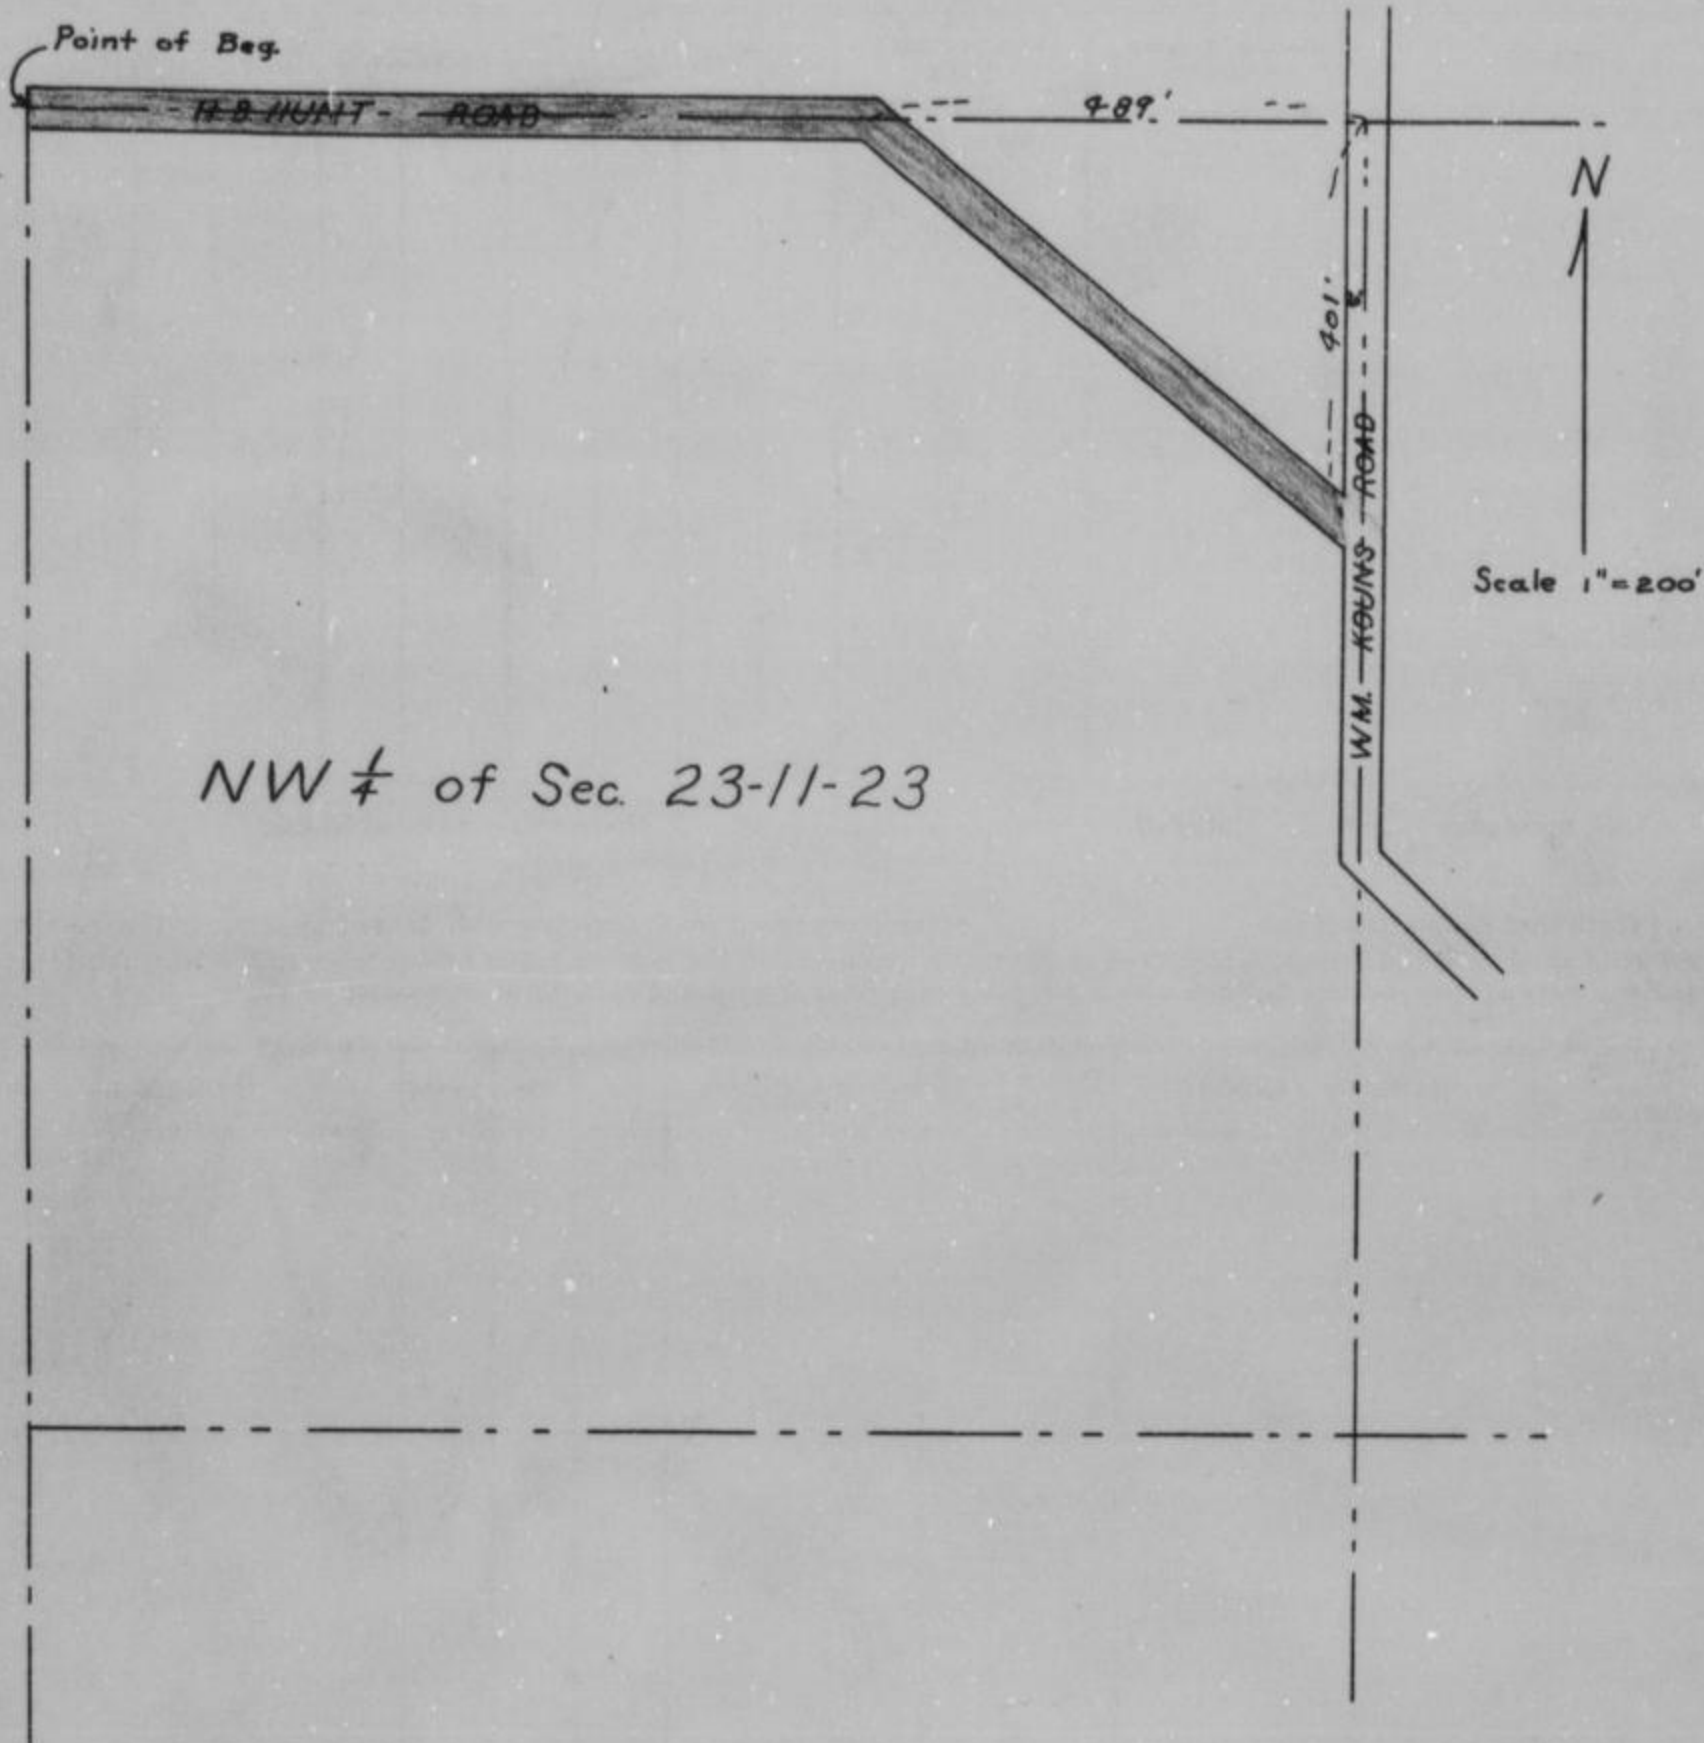 Point of Beg.
H.B HUNT ROAD
489'
N
401'
WM. KOUNS ROAD
Scale 1"=200'
NW 1/4 of Sec. 23-11-23